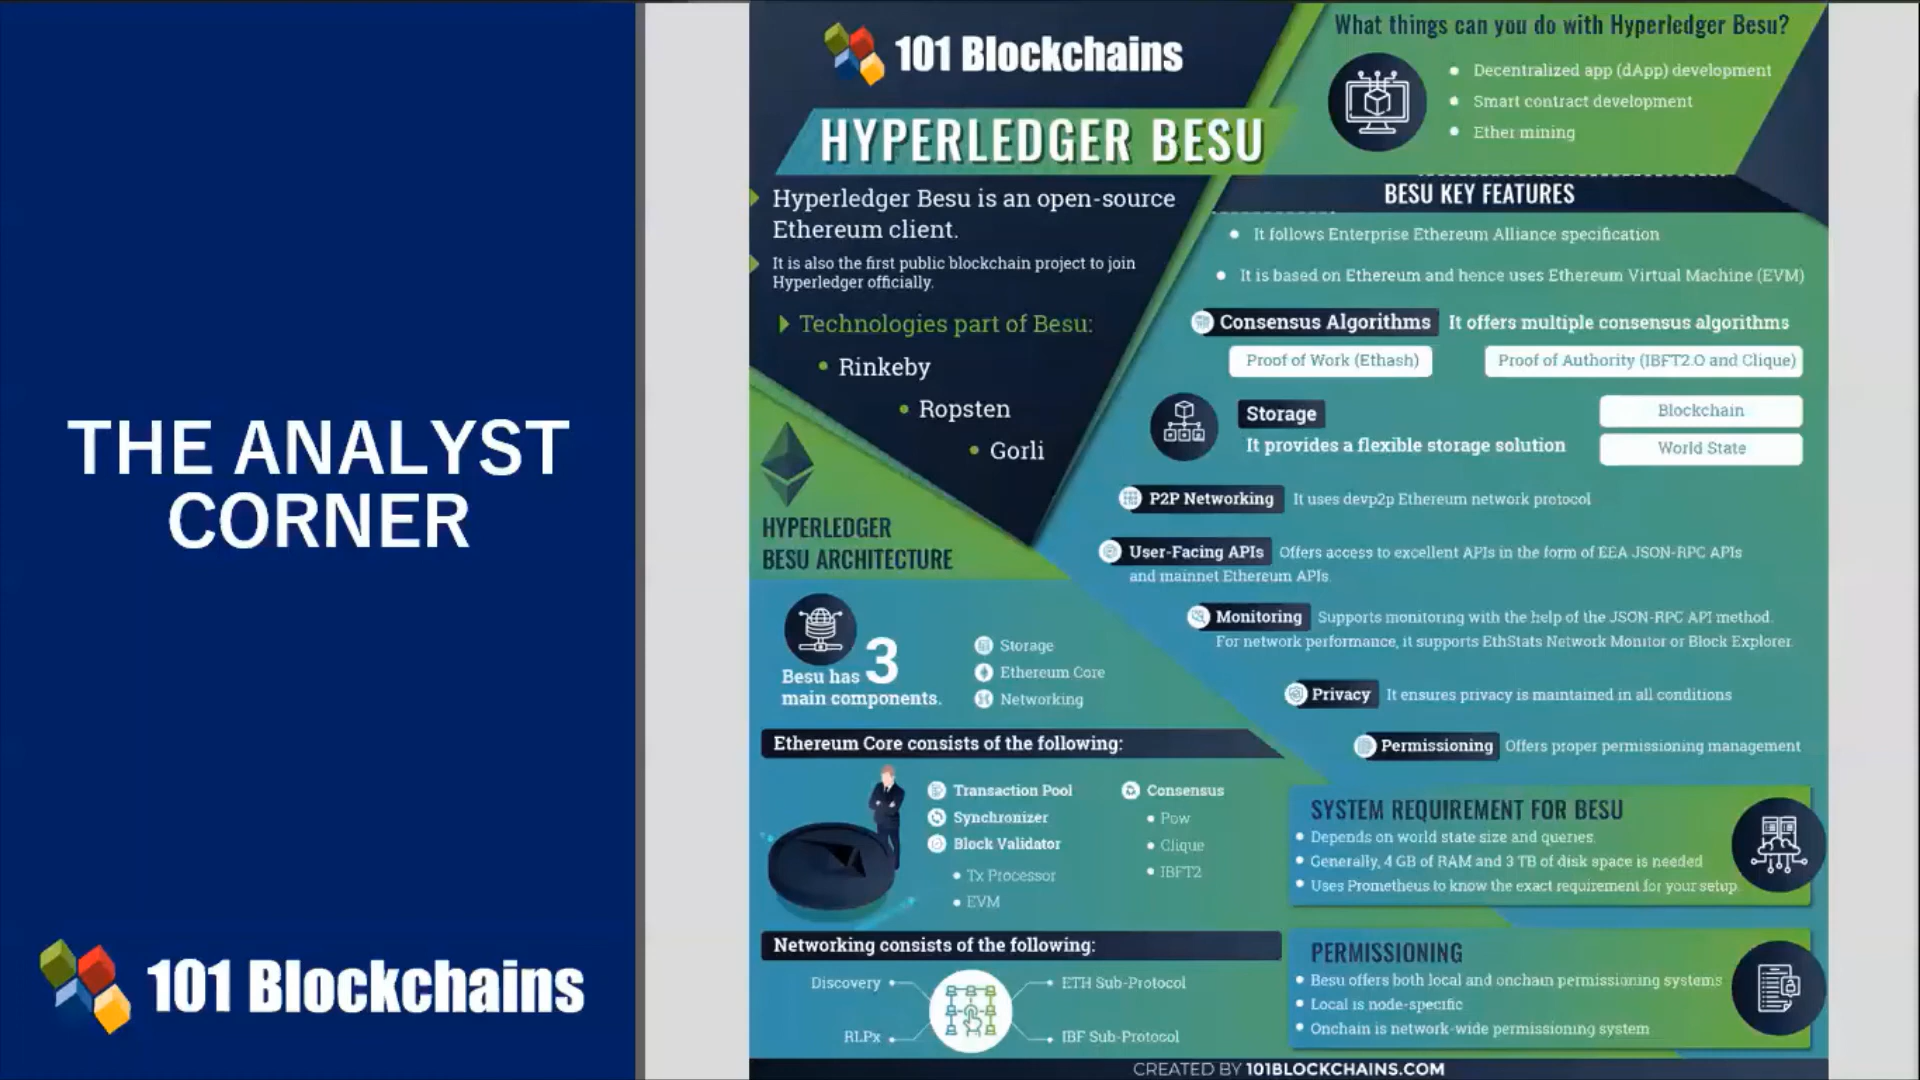 THE ANALYST
CORNER
101 Blockchains
101 Blockchains
HYPERLEDGER BESU
Hyperledger Besu is an open-source
Ethereum client.
It is also the first public blockchain project to join
Hyperledger officially.
Technologies part of Besu:
Rinkeby
Ropsten
Gorli
HYPERLEDGER
BESU ARCHITECTURE
Besu has 3
main components.
Storage
Ethereum Core
Networking
Ethereum Core consists of the following:
Transaction Pool
Synchronizer
Block Validator
Tx Processor
EVM
Consensus
Pow
Clique
IBFT2
Networking consists of the following:
Discovery
RLPx
ETH Sub-Protocol
IBF Sub-Protocol
What things can you do with Hyperledger Besu?
Decentralized app (dApp) development
Smart contract development
Ether mining
BESU KEY FEATURES
It follows Enterprise Ethereum Alliance specification
It is based on Ethereum and hence uses Ethereum Virtual Machine (EVM)
Consensus Algorithms It offers multiple consensus algorithms
Proof of Work (Ethash) Proof of Authority (IBFT2.O and Clique)
Storage
It provides a flexible storage solution
Blockchain
World State
P2P Networking It uses devp2p Ethereum network protocol
User-Facing APIs Offers access to excellent APIs in the form of EEA JSON-RPC APIs
and mainnet Ethereum APIs.
Monitoring Supports monitoring with the help of the JSON-RPC API method.
For network performance, it supports EthStats Network Monitor or Block Explorer.
Privacy It ensures privacy is maintained in all conditions
Permissioning Offers proper permissioning management
SYSTEM REQUIREMENT FOR BESU
Depends on world state size and queries.
Generally, 4 GB of RAM and 3 TB of disk space is needed
Uses Prometheus to know the exact requirement for your setup.
PERMISSIONING
Besu offers both local and onchain permissioning systems
Local is node-specific
Onchain is network-wide permissioning system
CREATED BY 101BLOCKCHAINS.COM